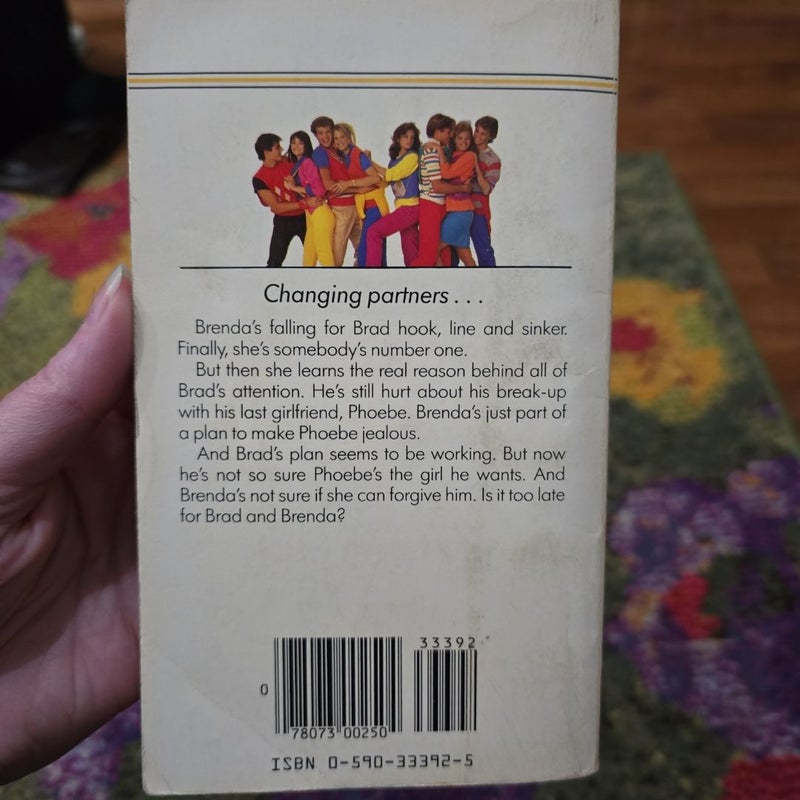 Changing partners . . .
Brenda's falling for Brad hook, line and sinker.
Finally, she's somebody's number one.
But then she learns the real reason behind all of
Brad's attention. He's still hurt about his break-up
with his last girlfriend, Phoebe. Brenda's just part of
a plan to make Phoebe jealous.
And Brad's plan seems to be working. But now
he's not so sure Phoebe's the girl he wants. And
Brenda's not sure if she can forgive him. Is it too late
for Brad and Brenda?
33392
0
78073 00250
ISBN 0-590-33392-5